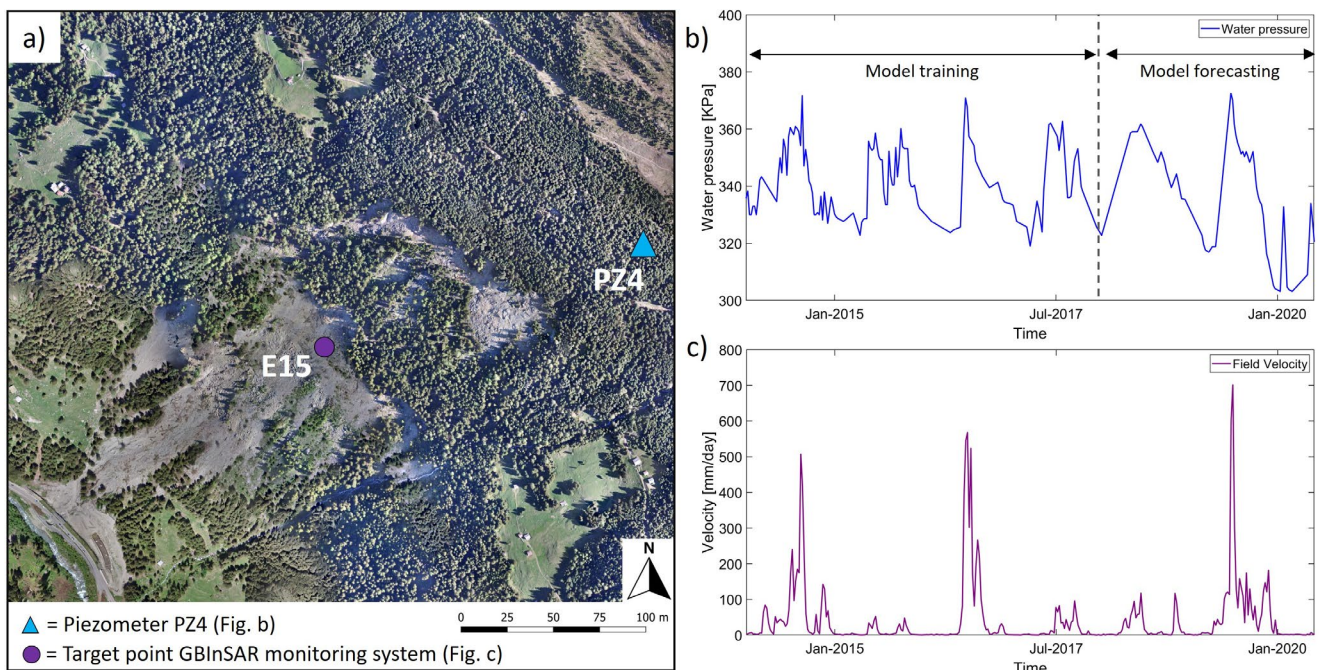 a)
PZ4
E15
N
0 25 50 75 100 m
= Piezometer PZ4 (Fig. b)
= Target point GBInSAR monitoring system (Fig. c)
b)
400
380
360
340
320
300
Water pressure [KPa]
Water pressure
Model training
Model forecasting
Jan-2015
Jul-2017
Jan-2020
Time
c)
800
700
600
500
400
300
200
100
0
Velocity [mm/day]
Field Velocity
Jan-2015
Jul-2017
Jan-2020
Time